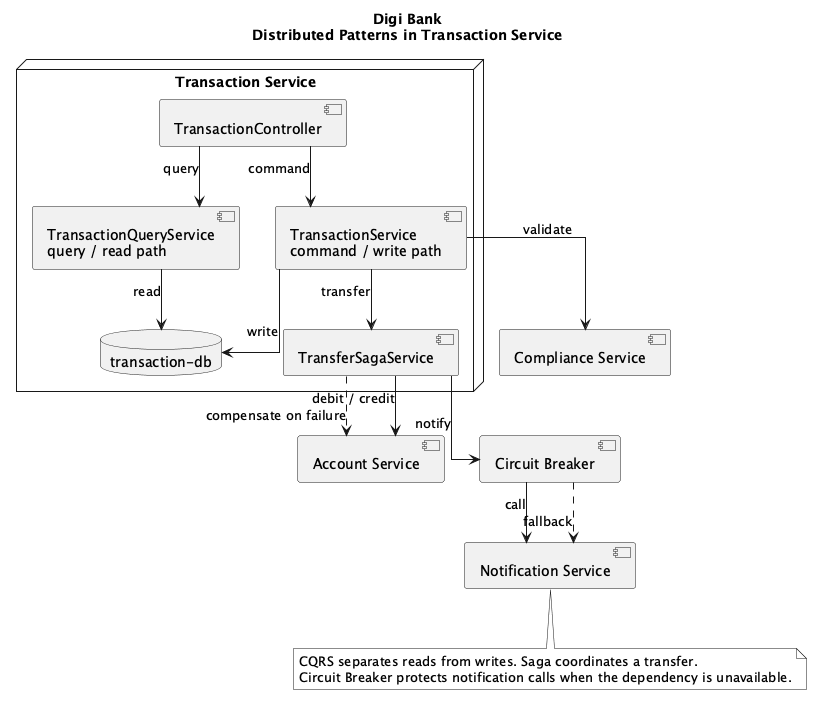 Digi Bank
Distributed Patterns in Transaction Service
Transaction Service
TransactionController
query
command
TransactionQueryService
query / read path
TransactionService
command / write path
validate
read
transfer
write
transaction-db
TransferSagaService
Compliance Service
debit / credit
compensate on failure
notify
Account Service
Circuit Breaker
call
fallback
Notification Service
CQRS separates reads from writes. Saga coordinates a transfer.
Circuit Breaker protects notification calls when the dependency is unavailable.